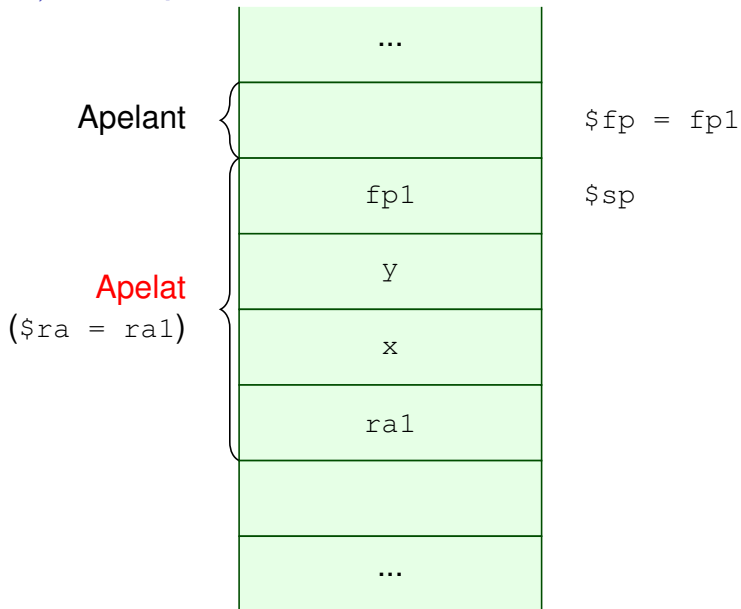 ...
Apelant
$fp = fp1
fp1
$sp
y
Apelat
($ra = ra1)
x
ra1
...